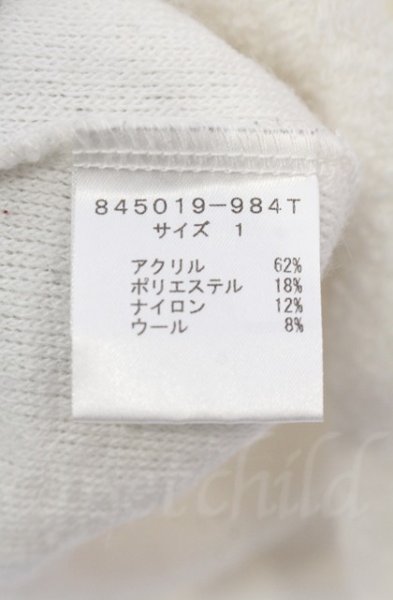 845019-984T
サイズ 1
アクリル 62%
ポリエステル 18%
ナイロン 12%
ウール 8%